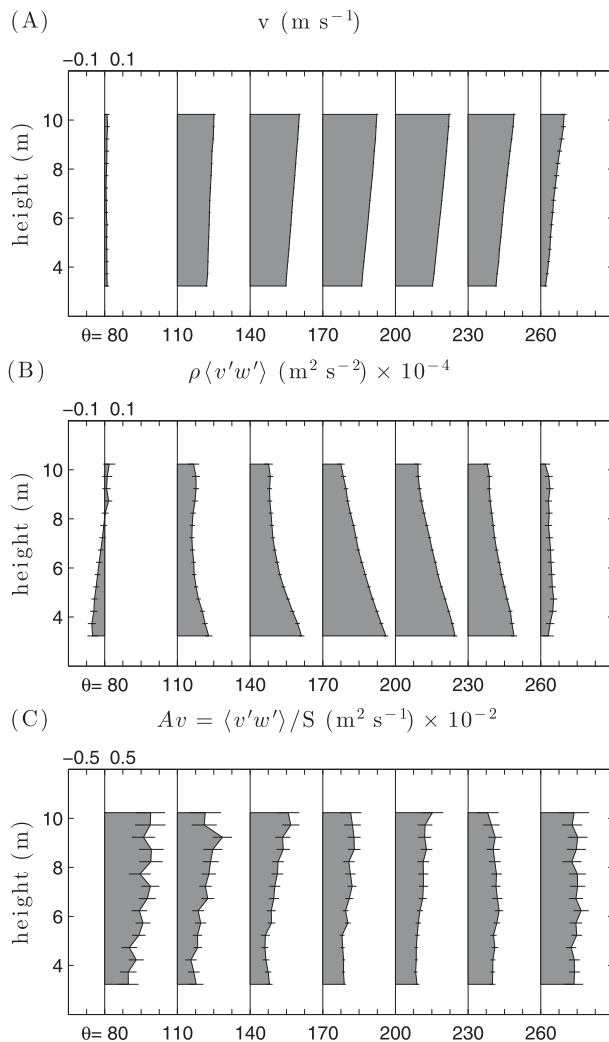 (A) v (m s⁻¹)
−0.1 0.1
height (m)
10
8
6
4
θ= 80 110 140 170 200 230 260
(B) ρ⟨v′w′⟩ (m² s⁻²) × 10⁻⁴
−0.1 0.1
height (m)
10
8
6
4
θ= 80 110 140 170 200 230 260
(C) Av = ⟨v′w′⟩/S (m² s⁻¹) × 10⁻²
−0.5 0.5
height (m)
10
8
6
4
θ= 80 110 140 170 200 230 260